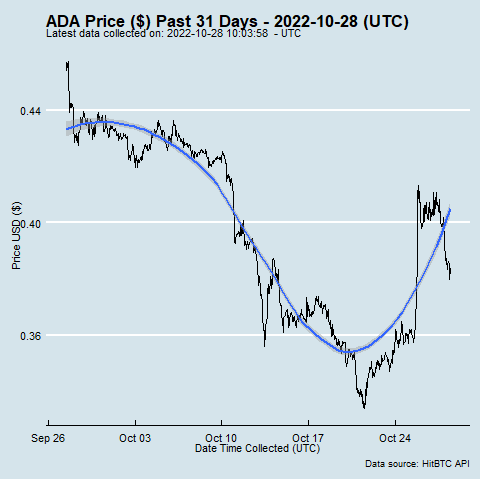 ADA Price ($) Past 31 Days - 2022-10-28 (UTC)
Latest data collected on: 2022-10-28 10:03:58 - UTC
0.44
0.40
0.36
Price USD ($)
Sep 26 Oct 03 Oct 10 Oct 17 Oct 24
Date Time Collected (UTC)
Data source: HitBTC API